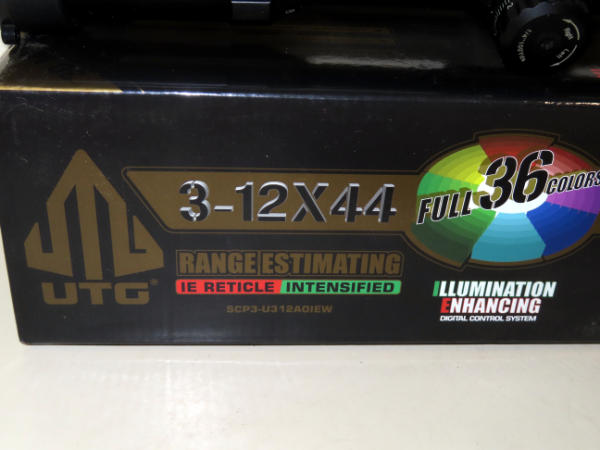 3-12X44
FULL 36 COLORS
UTG®
RANGE ESTIMATING
IE RETICLE INTENSIFIED
SCP3-U312AOIEW
ILLUMINATION
ENHANCING
DIGITAL CONTROL SYSTEM